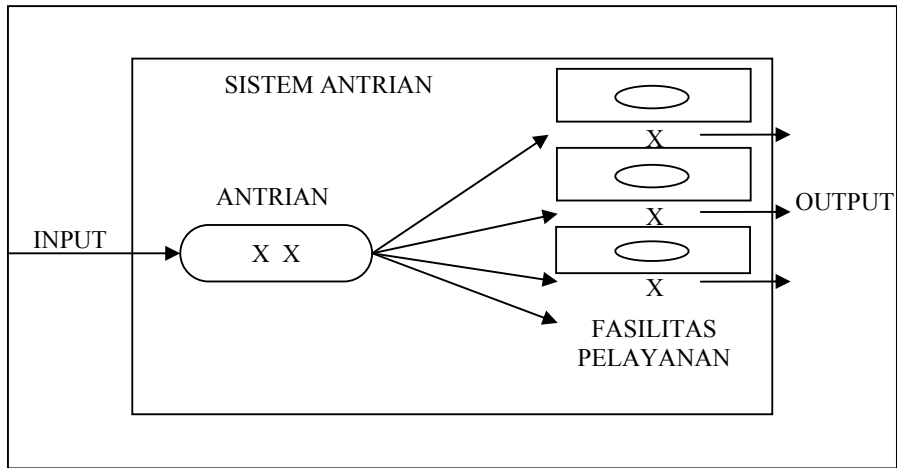 SISTEM ANTRIAN
X
ANTRIAN
X
OUTPUT
INPUT
X X
X
FASILITAS
PELAYANAN